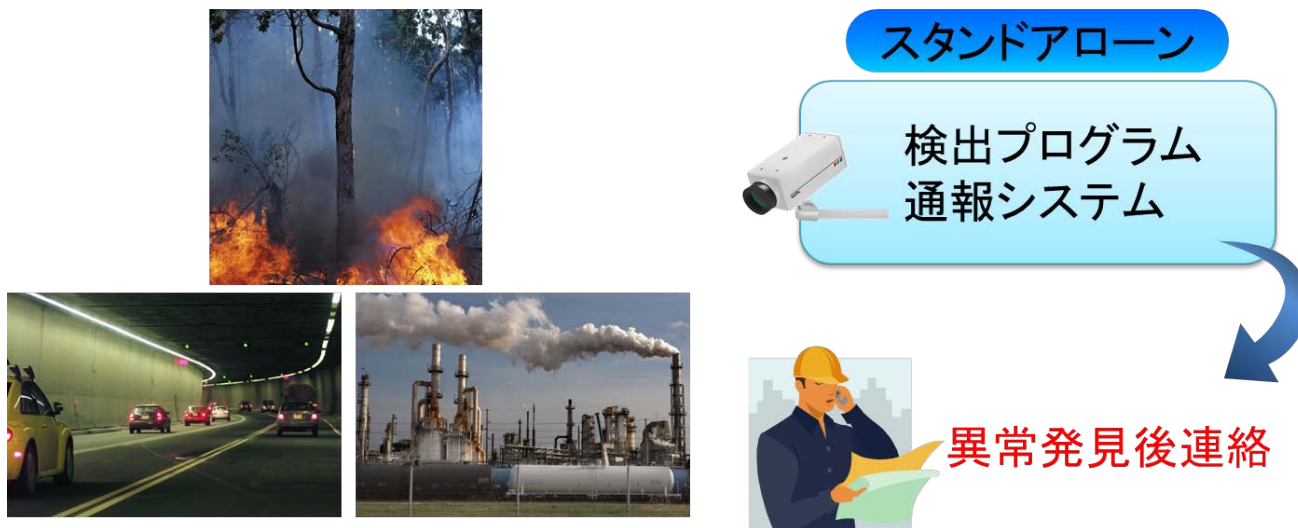 スタンドアローン
検出プログラム
通報システム
異常発見後連絡